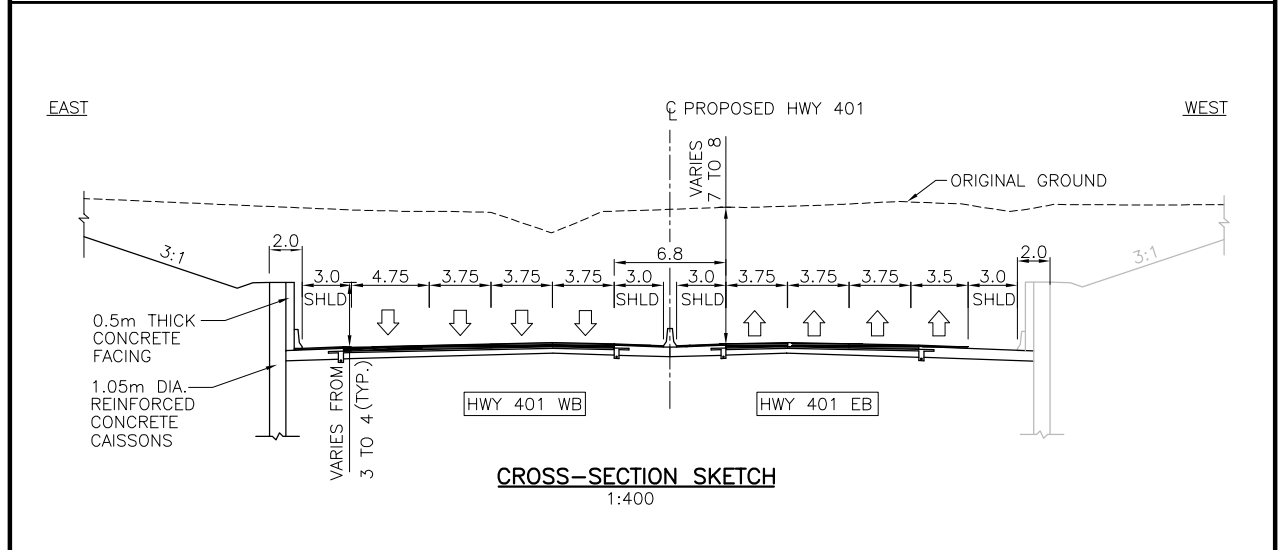 EAST
℄ PROPOSED HWY 401
WEST
VARIES
7 TO 8
ORIGINAL GROUND
3:1
2.0
6.8
2.0
3:1
3.0
4.75
3.75
3.75
3.75
3.0
3.0
3.75
3.75
3.75
3.5
3.0
SHLD
SHLD
SHLD
SHLD
0.5m THICK
CONCRETE
FACING
1.05m DIA.
REINFORCED
CONCRETE
CAISSONS
VARIES FROM
3 TO 4 (TYP.)
HWY 401 WB
HWY 401 EB
CROSS-SECTION SKETCH
1:400